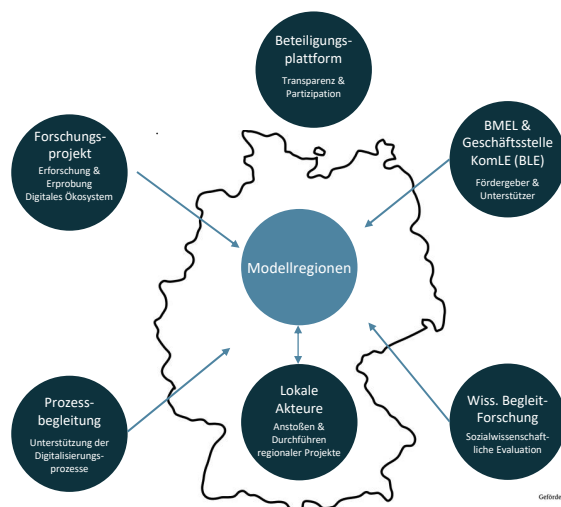 Beteiligungs-
plattform
Transparenz &
Partizipation
Forschungs-
projekt
Erforschung &
Erprobung
Digitales Ökosystem
BMEL &
Geschäftsstelle
KomLE (BLE)
Fördergeber &
Unterstützer
Modellregionen
Prozess-
begleitung
Unterstützung der
Digitalisierungs-
prozesse
Lokale
Akteure
Anstoßen &
Durchführen
regionaler Projekte
Wiss. Begleit-
Forschung
Sozialwissenschaft-
liche Evaluation
Geförde